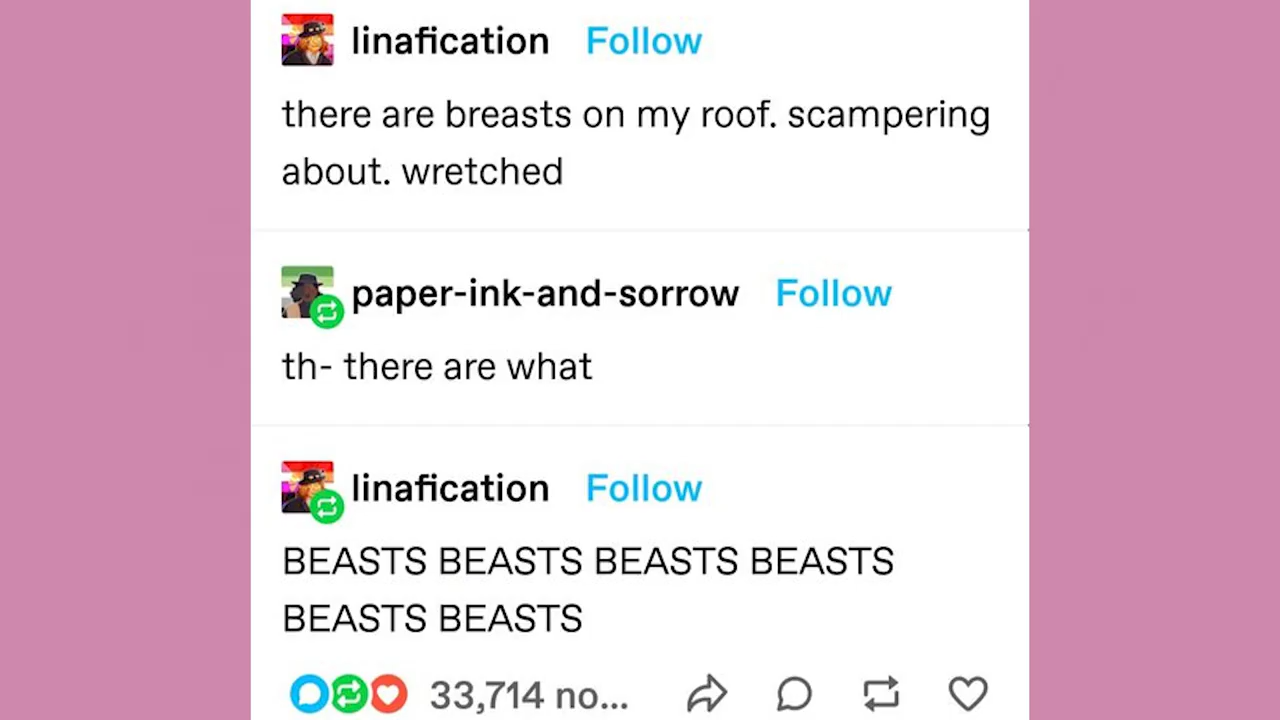 linafication Follow
there are breasts on my roof. scampering
about. wretched
paper-ink-and-sorrow Follow
th- there are what
linafication Follow
BEASTS BEASTS BEASTS BEASTS
BEASTS BEASTS
33,714 no...